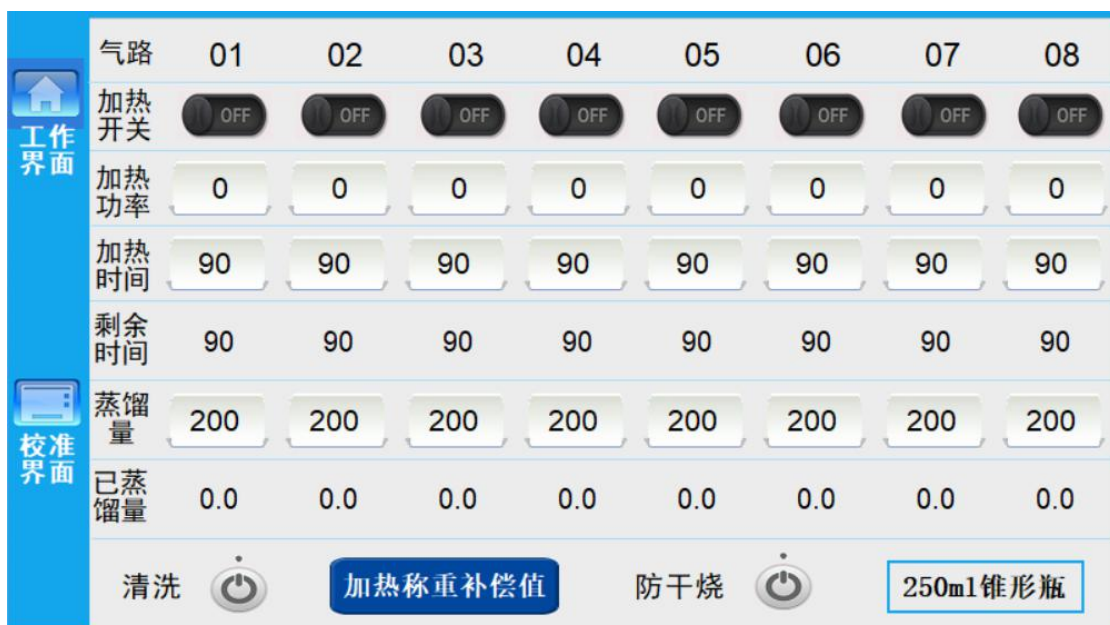 气路 01 02 03 04 05 06 07 08
加热
开关 OFF OFF OFF OFF OFF OFF OFF OFF
工作
界面
加热
功率 0 0 0 0 0 0 0 0
加热
时间 90 90 90 90 90 90 90 90
剩余
时间 90 90 90 90 90 90 90 90
蒸馏
量 200 200 200 200 200 200 200 200
校准
界面
已蒸
馏量 0.0 0.0 0.0 0.0 0.0 0.0 0.0 0.0
清洗 加热称重补偿值 防干烧 250ml锥形瓶